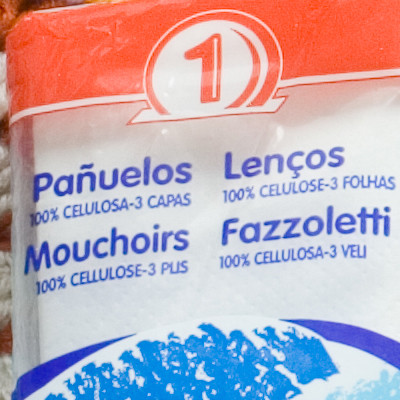 1
Pañuelos
100% CELULOSA-3 CAPAS
Lenços
100% CELULOSE-3 FOLHAS
Mouchoirs
100% CELLULOSE-3 PLIS
Fazzoletti
100% CELLULOSA-3 VELI